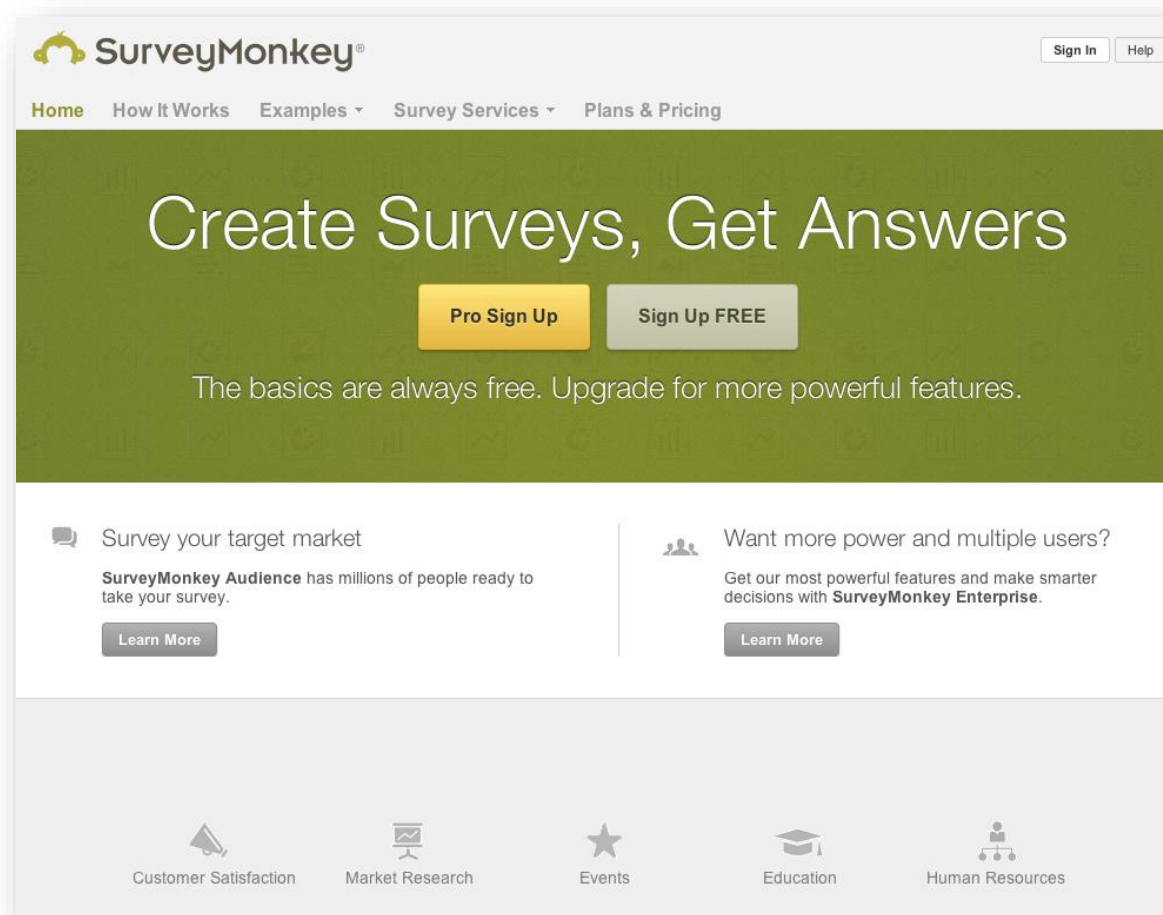 SurveyMonkey®
Sign In Help
Home How It Works Examples Survey Services Plans & Pricing
Create Surveys, Get Answers
Pro Sign Up Sign Up FREE
The basics are always free. Upgrade for more powerful features.
Survey your target market
SurveyMonkey Audience has millions of people ready to
take your survey.
Learn More
Want more power and multiple users?
Get our most powerful features and make smarter
decisions with SurveyMonkey Enterprise.
Learn More
Customer Satisfaction Market Research Events Education Human Resources